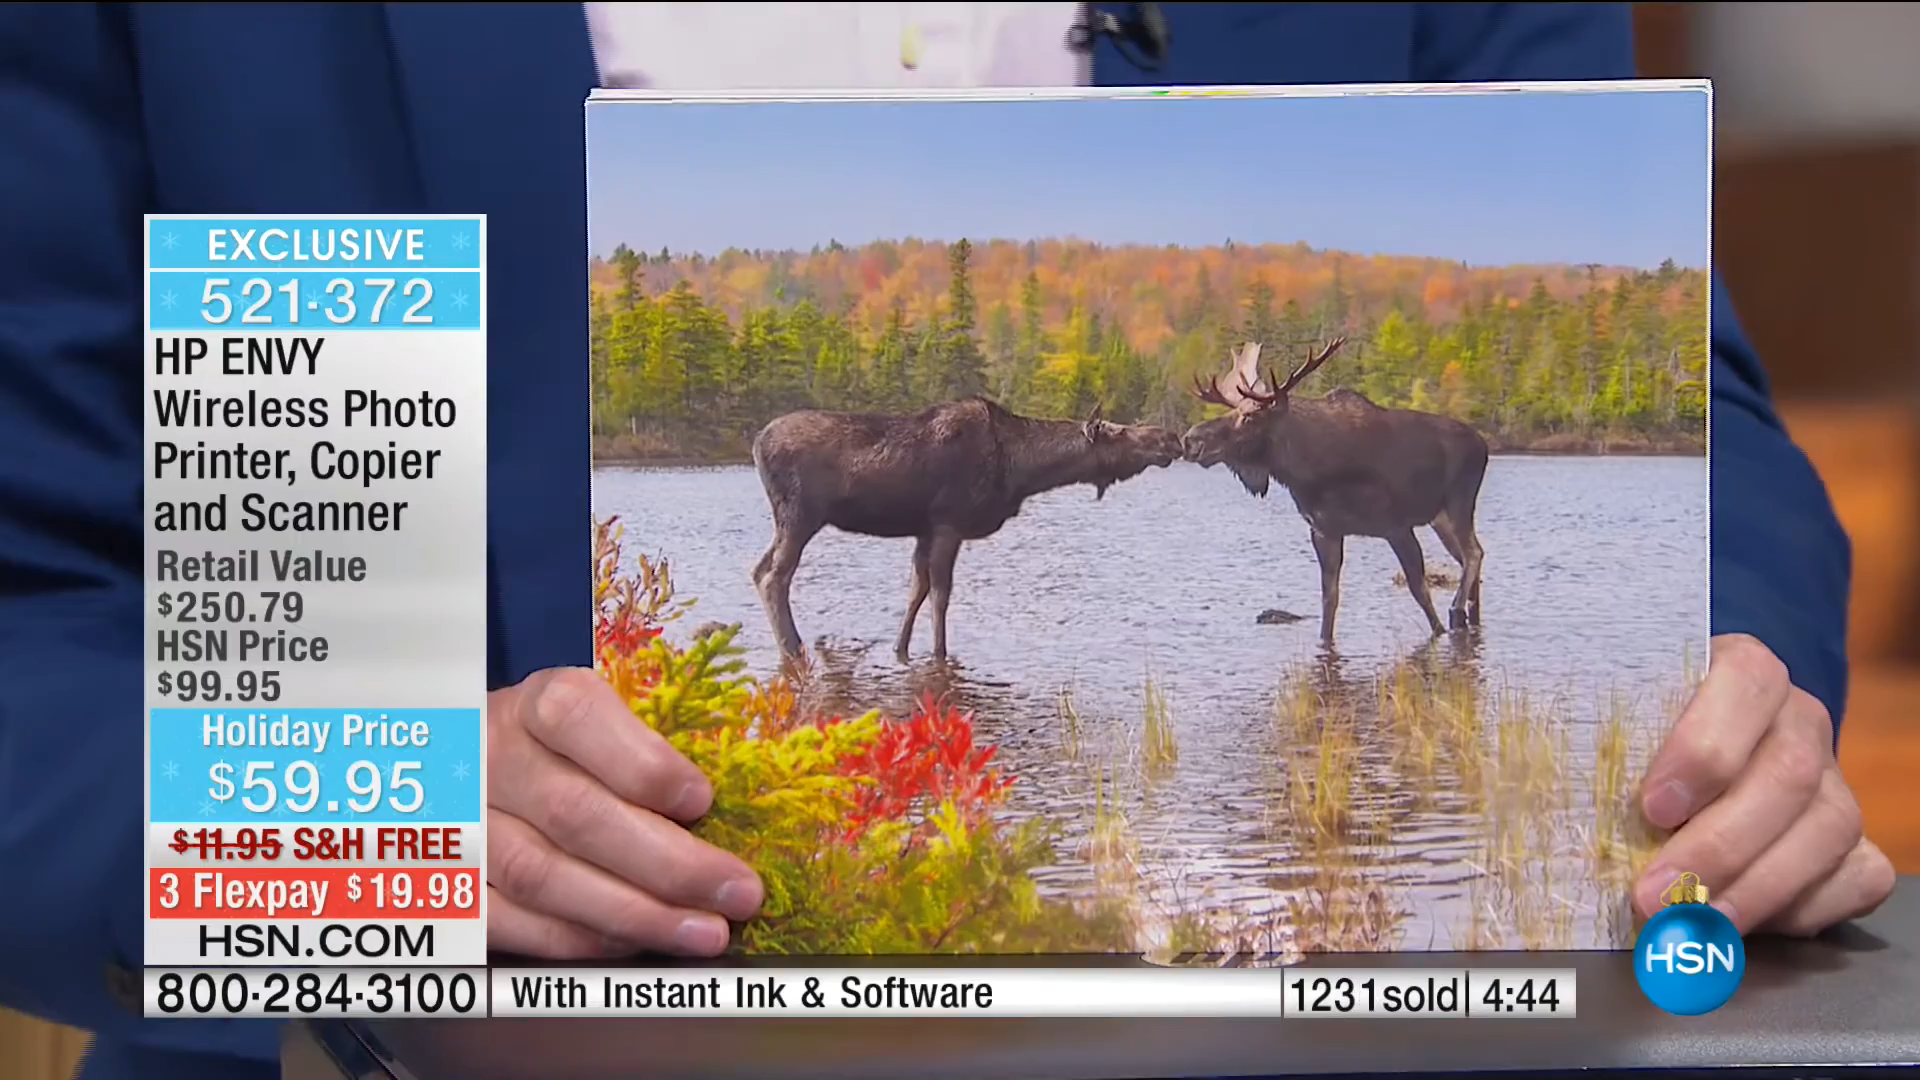 EXCLUSIVE
521·372
HP ENVY
Wireless Photo
Printer, Copier
and Scanner
Retail Value
$250.79
HSN Price
$99.95
Holiday Price
$59.95
$11.95 S&H FREE
3 Flexpay $19.98
HSN.COM
800·284·3100
With Instant Ink & Software
1231sold
4:44
HSN